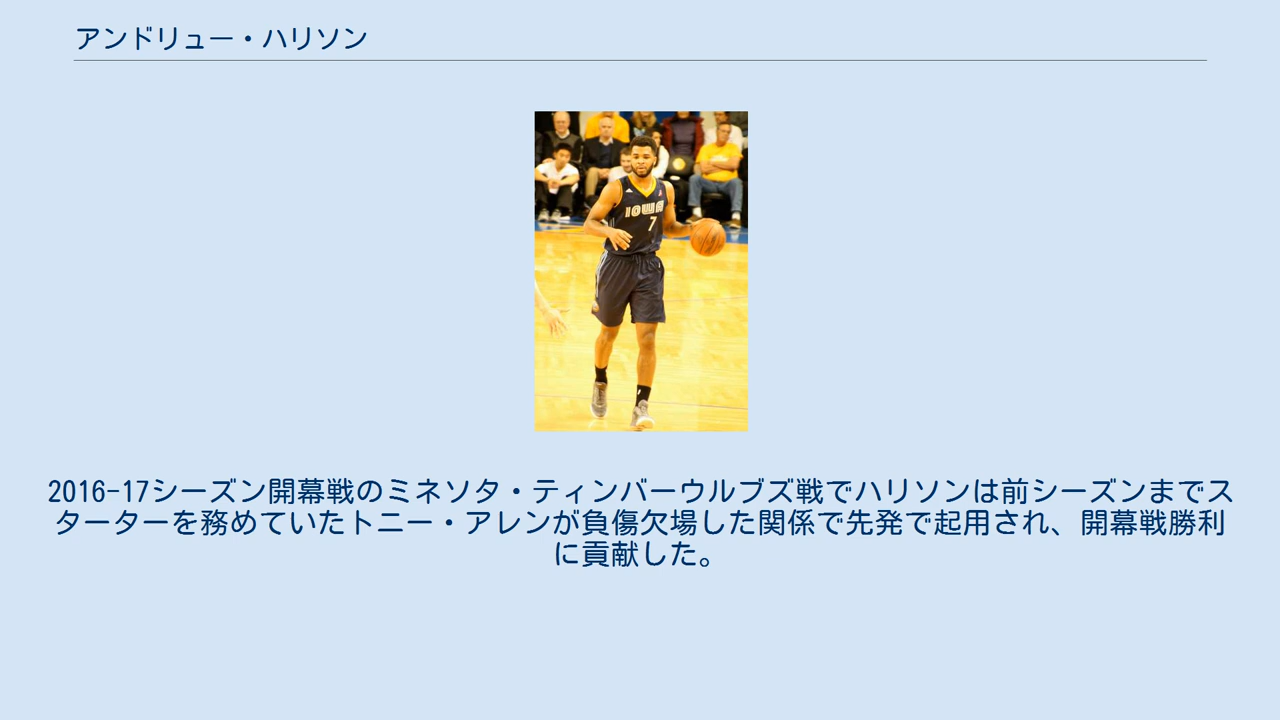 アンドリュー・ハリソン
IOWA
7
2016-17シーズン開幕戦のミネソタ・ティンバーウルブズ戦でハリソンは前シーズンまでス
ターターを務めていたトニー・アレンが負傷欠場した関係で先発で起用され、開幕戦勝利
に貢献した。